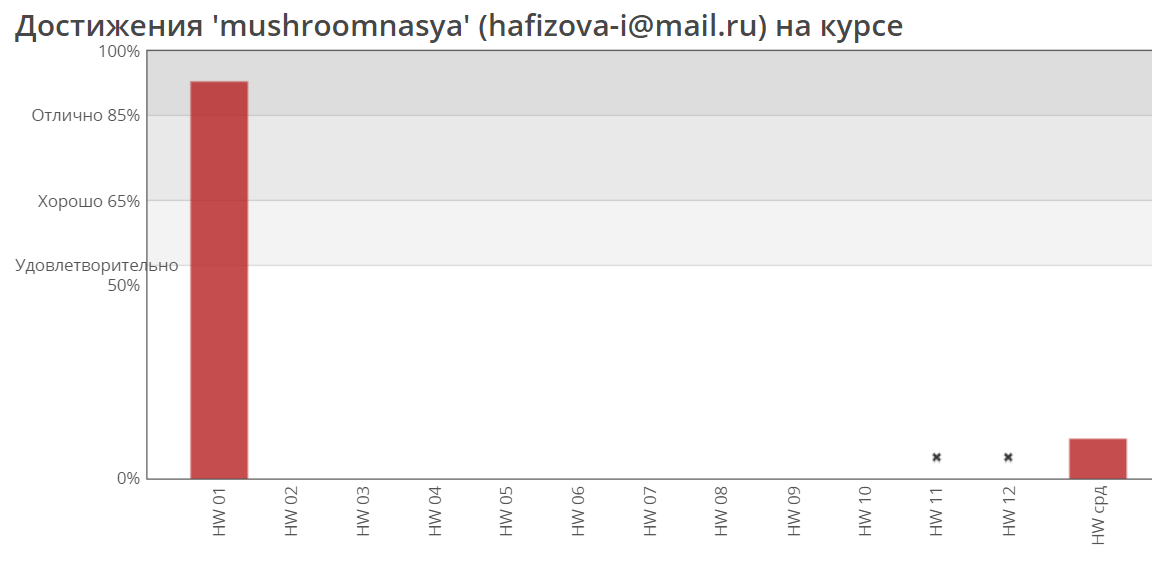 Достижения 'mushroomnasya' (hafizova-i@mail.ru) на курсе
100%
Отлично 85%
Хорошо 65%
Удовлетворительно
50%
0%
HW 01
HW 02
HW 03
HW 04
HW 05
HW 06
HW 07
HW 08
HW 09
HW 10
HW 11
HW 12
HW срд